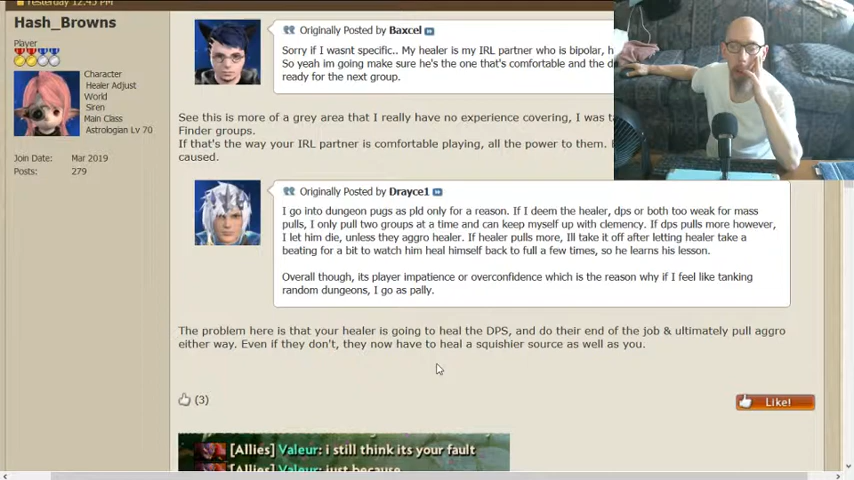 Yesterday 12:45 PM
Hash_Browns
Player
Character
Healer Adjust
World
Siren
Main Class
Astrologian Lv 70
Join Date: Mar 2019
Posts: 279
Originally Posted by Baxcel
Sorry if I wasnt specific.. My healer is my IRL partner who is bipolar, h
So yeah im going make sure he's the one that's comfortable and the d
ready for the next group.
See this is more of a grey area that I really have no experience covering, I was ta
Finder groups.
If that's the way your IRL partner is comfortable playing, all the power to them.
caused.
Originally Posted by Drayce1
I go into dungeon pugs as pld only for a reason. If I deem the healer, dps or both too weak for mass
pulls, I only pull two groups at a time and can keep myself up with clemency. If dps pulls more however,
I let him die, unless they aggro healer. If healer pulls more, Ill take it off after letting healer take a
beating for a bit to watch him heal himself back to full a few times, so he learns his lesson.
Overall though, its player impatience or overconfidence which is the reason why if I feel like tanking
random dungeons, I go as pally.
The problem here is that your healer is going to heal the DPS, and do their end of the job & ultimately pull aggro
either way. Even if they don't, they now have to heal a squishier source as well as you.
(3)
Like!
[Allies] Valeur: i still think its your fault
[Allies] Valeur: just because